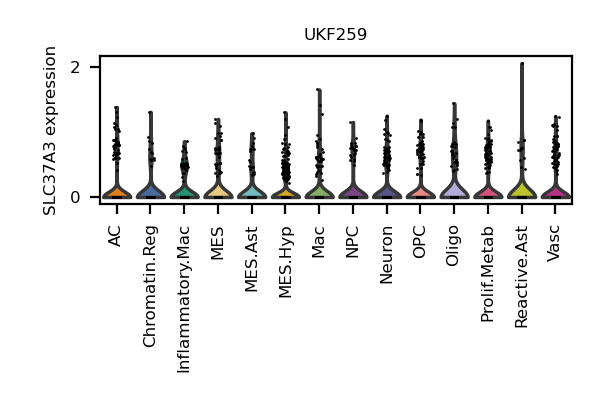 UKF259
SLC37A3 expression
2
0
AC
Chromatin.Reg
Inflammatory.Mac
MES
MES.Ast
MES.Hyp
Mac
NPC
Neuron
OPC
Oligo
Prolif.Metab
Reactive.Ast
Vasc